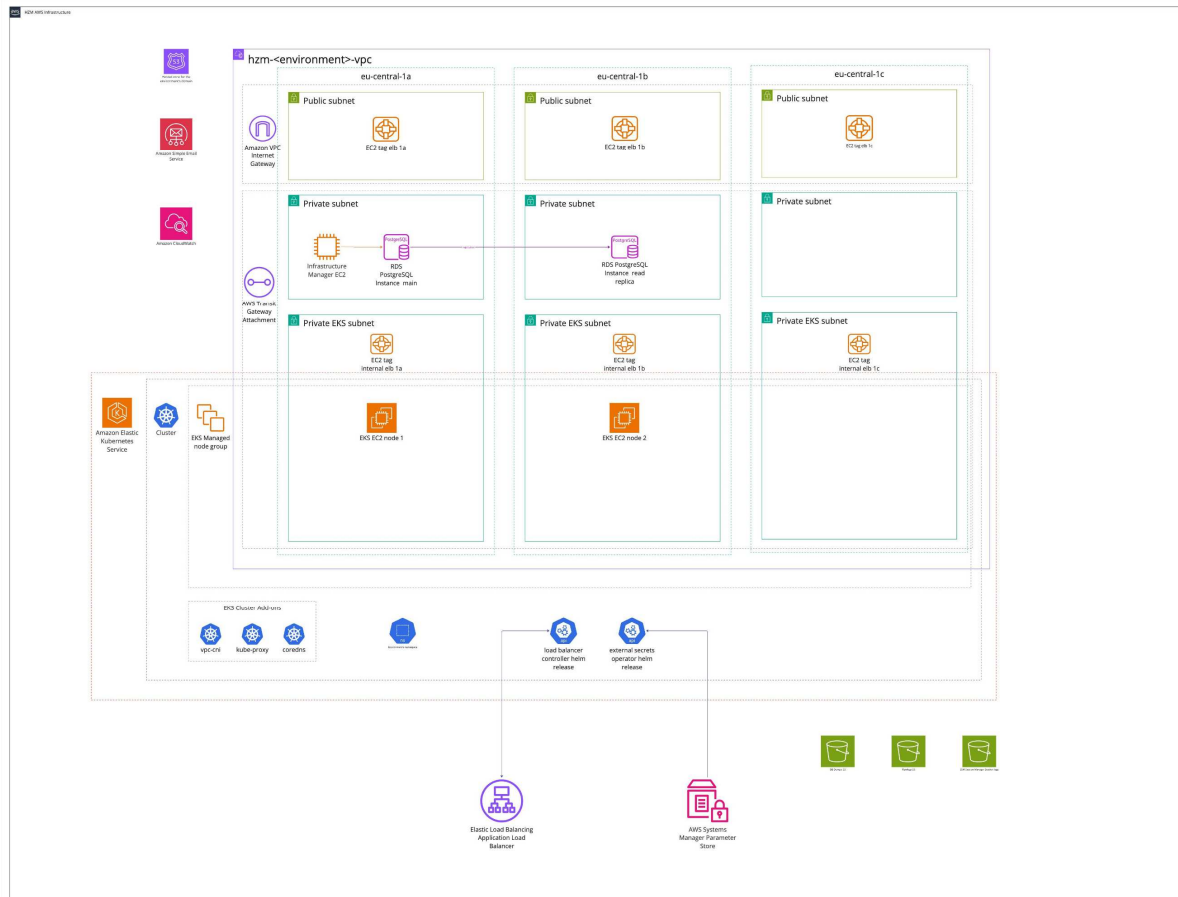 aws
HZM AWS Infrastructure
53
hzm-<environment>-vpc
eu-central-1a
eu-central-1b
eu-central-1c
Public subnet
Public subnet
Public subnet
EC2 tag elb 1a
EC2 tag elb 1b
EC2 tag elb 1c
Amazon VPC
Internet
Gateway
Amazon Simple Email
Service
Amazon CloudWatch
Private subnet
Private subnet
Private subnet
PostgreSQL
PostgreSQL
Infrastructure
Manager EC2
RDS
PostgreSQL
Instance main
RDS PostgreSQL
Instance read
replica
AWS Transit
Gateway
Attachment
Private EKS subnet
Private EKS subnet
Private EKS subnet
EC2 tag
internal elb 1a
EC2 tag
internal elb 1b
EC2 tag
internal elb 1c
Amazon Elastic
Kubernetes
Service
Cluster
EKS Managed
node group
EKS EC2 node 1
EKS EC2 node 2
EKS Cluster Add-ons
vpc-cni
kube-proxy
coredns
load balancer
controller helm
release
external secrets
operator helm
release
Elastic Load Balancing
Application Load
Balancer
AWS Systems
Manager Parameter
Store